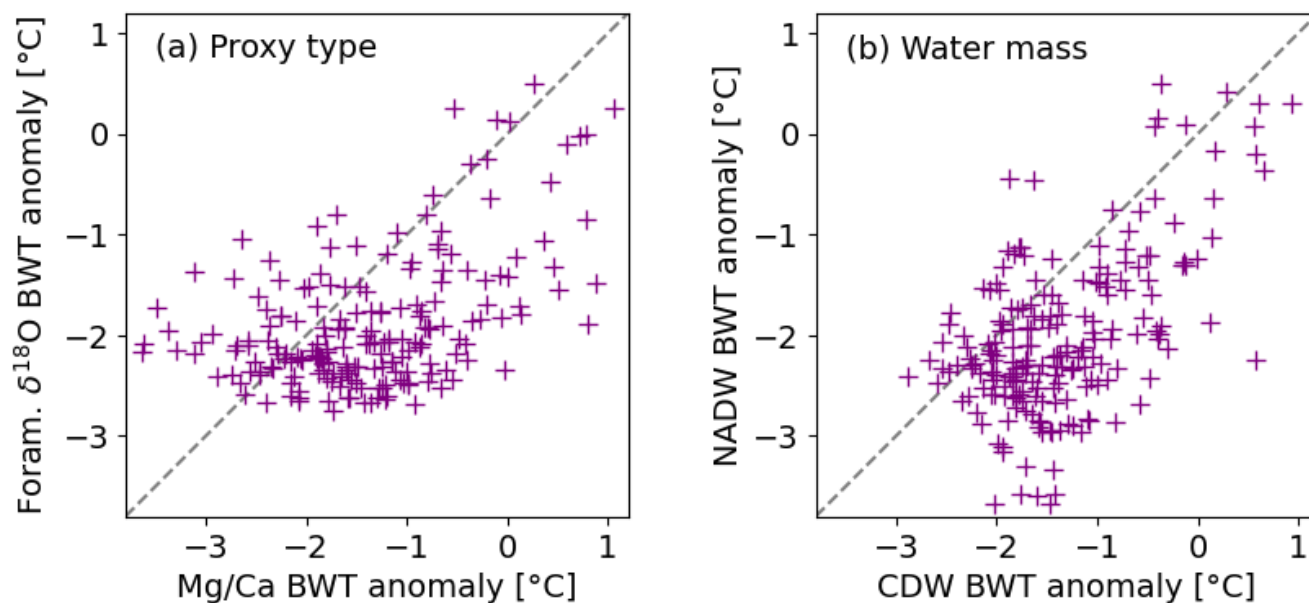 (a) Proxy type
Foram. δ¹⁸O BWT anomaly [°C]
1
0
−1
−2
−3
−3 −2 −1 0 1
Mg/Ca BWT anomaly [°C]
(b) Water mass
NADW BWT anomaly [°C]
1
0
−1
−2
−3
−3 −2 −1 0 1
CDW BWT anomaly [°C]